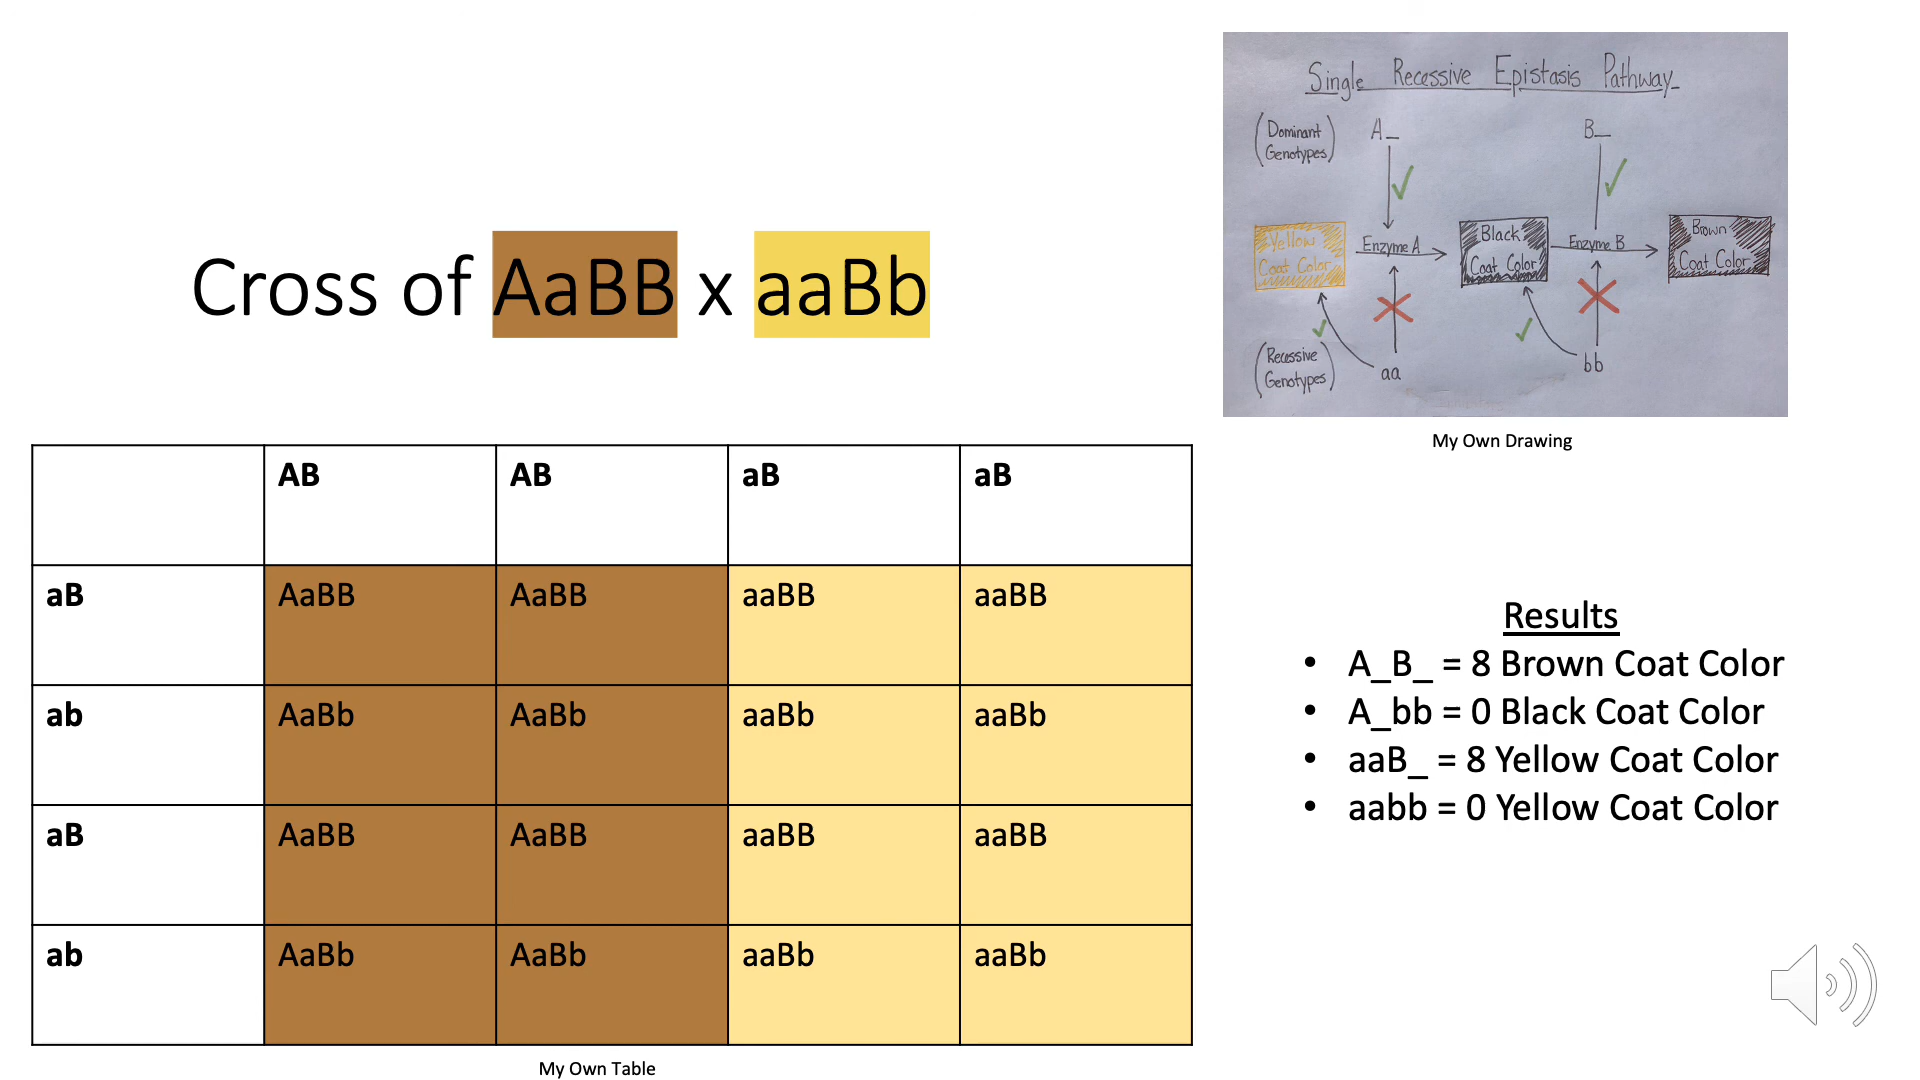 Single Recessive Epistasis Pathway
(Dominant Genotypes)
A_
B_
Yellow Coat Color
Enzyme A
Black Coat Color
Enzyme B
Brown Coat Color
(Recessive Genotypes)
aa
bb
My Own Drawing
Cross of AaBB x aaBb
AB AB aB aB
aB AaBB AaBB aaBB aaBB
ab AaBb AaBb aaBb aaBb
aB AaBB AaBB aaBB aaBB
ab AaBb AaBb aaBb aaBb
My Own Table
Results
• A_B_ = 8 Brown Coat Color
• A_bb = 0 Black Coat Color
• aaB_ = 8 Yellow Coat Color
• aabb = 0 Yellow Coat Color